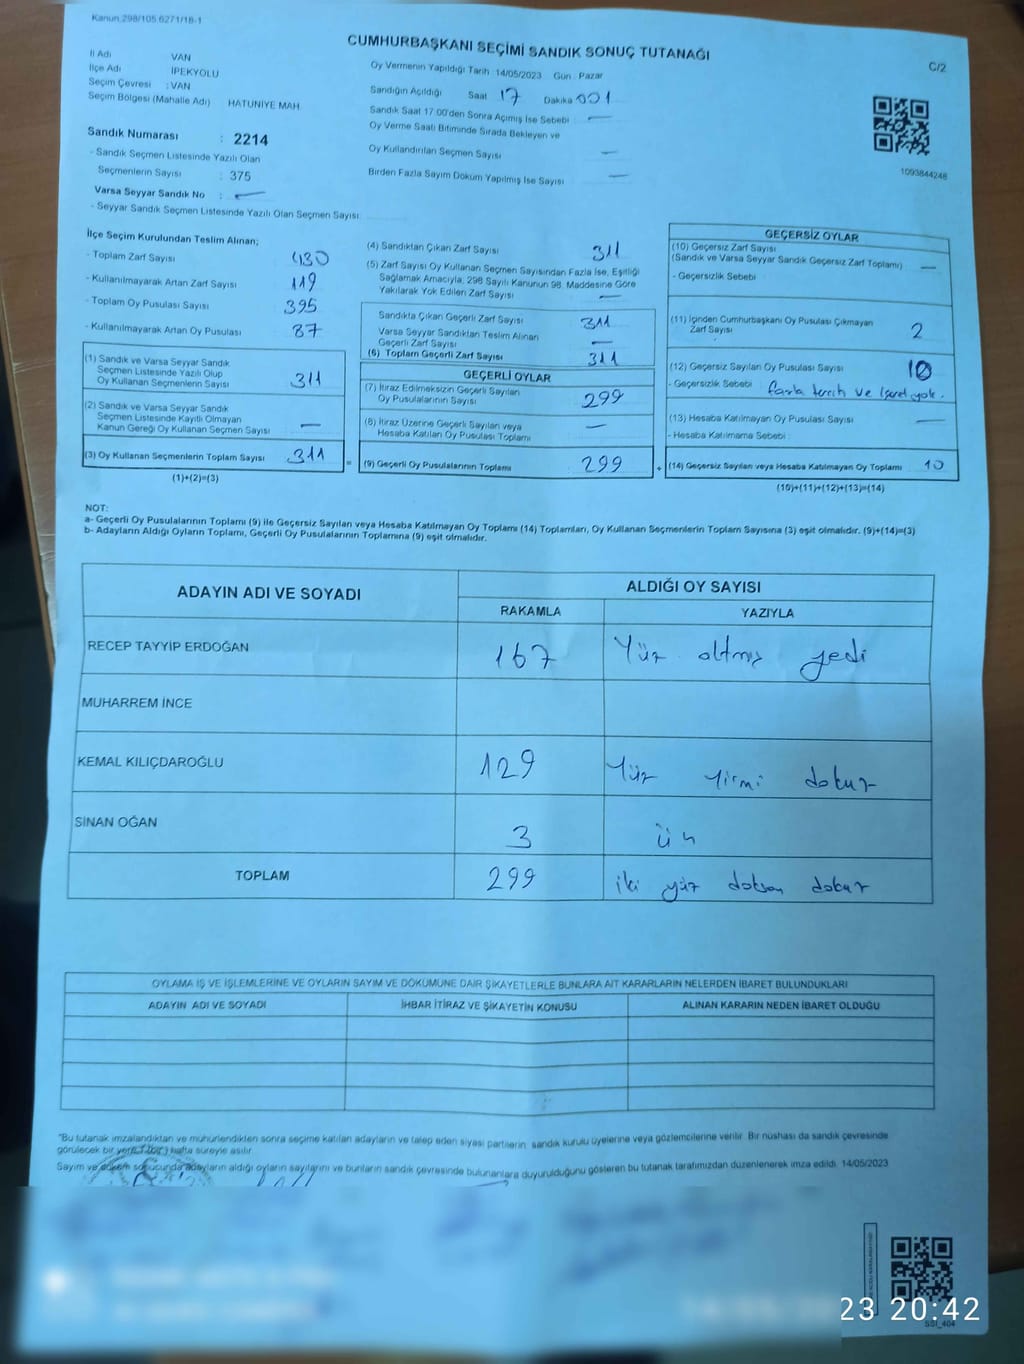 Kanun 298/105 6271/18-1
CUMHURBAŞKANI SEÇİMİ SANDIK SONUÇ TUTANAĞI
C/2
İl Adı VAN
İlçe Adı İPEKYOLU
Seçim Çevresi : VAN
Seçim Bölgesi (Mahalle Adı) HATUNİYE MAH
Sandık Numarası : 2214
- Sandık Seçmen Listesinde Yazılı Olan
Seçmenlerin Sayısı : 375
Varsa Seyyar Sandık No : —
- Seyyar Sandık Seçmen Listesinde Yazılı Olan Seçmen Sayısı
Oy Vermenin Yapıldığı Tarih 14/05/2023 Gün Pazar
Sandığın Açıldığı Saat 17 Dakika 001
Sandık Saat 17.00'den Sonra Açılmış İse Sebebi : —
Oy Verme Saati Bitiminde Sırada Bekleyen ve
Oy Kullandırılan Seçmen Sayısı —
Birden Fazla Sayım Döküm Yapılmış İse Sayısı —
1093844248
İlçe Seçim Kurulundan Teslim Alınan;
- Toplam Zarf Sayısı 430
- Kullanılmayarak Artan Zarf Sayısı 119
- Toplam Oy Pusulası Sayısı 395
- Kullanılmayarak Artan Oy Pusulası 87
(1) Sandık ve Varsa Seyyar Sandık
Seçmen Listesinde Yazılı Olup
Oy Kullanan Seçmenlerin Sayısı 311
(2) Sandık ve Varsa Seyyar Sandık
Seçmen Listesinde Kayıtlı Olmayan
Kanun Gereği Oy Kullanan Seçmen Sayısı —
(3) Oy Kullanan Seçmenlerin Toplam Sayısı 311
(1)+(2)=(3)
(4) Sandıktan Çıkan Zarf Sayısı 311
(5) Zarf Sayısı Oy Kullanan Seçmen Sayısından Fazla İse, Eşitliği
Sağlamak Amacıyla, 298 Sayılı Kanunun 98. Maddesine Göre
Yakılarak Yok Edilen Zarf Sayısı —
Sandıkta Çıkan Geçerli Zarf Sayısı 311
Varsa Seyyar Sandıktan Teslim Alınan
Geçerli Zarf Sayısı —
(6) Toplam Geçerli Zarf Sayısı 311
GEÇERLİ OYLAR
(7) İtiraz Edilmeksizin Geçerli Sayılan
Oy Pusulalarının Sayısı 299
(8) İtiraz Üzerine Geçerli Sayılan veya
Hesaba Katılan Oy Pusulası Toplamı —
= (9) Geçerli Oy Pusulalarının Toplamı 299
GEÇERSİZ OYLAR
(10) Geçersiz Zarf Sayısı
(Sandık ve Varsa Seyyar Sandık Geçersiz Zarf Toplamı) —
- Geçersizlik Sebebi
(11) İçinden Cumhurbaşkanı Oy Pusulası Çıkmayan
Zarf Sayısı 2
(12) Geçersiz Sayılan Oy Pusulası Sayısı 10
- Geçersizlik Sebebi : fazla tercih ve işaret yok.
(13) Hesaba Katılmayan Oy Pusulası Sayısı —
- Hesaba Katılmama Sebebi :
+ (14) Geçersiz Sayılan veya Hesaba Katılmayan Oy Toplamı 10
(10)+(11)+(12)+(13)=(14)
NOT:
a- Geçerli Oy Pusulalarının Toplamı (9) ile Geçersiz Sayılan veya Hesaba Katılmayan Oy Toplamı (14) Toplamları, Oy Kullanan Seçmenlerin Toplam Sayısına (3) eşit olmalıdır. (9)+(14)=(3)
b- Adayların Aldığı Oyların Toplamı, Geçerli Oy Pusulalarının Toplamına (9) eşit olmalıdır.
ADAYIN ADI VE SOYADI ALDIĞI OY SAYISI
RAKAMLA YAZIYLA
RECEP TAYYİP ERDOĞAN 167 Yüz altmış yedi
MUHARREM İNCE
KEMAL KILIÇDAROĞLU 129 Yüz yirmi dokuz
SİNAN OĞAN 3 üç
TOPLAM 299 iki yüz doksan dokuz
OYLAMA İŞ VE İŞLEMLERİNE VE OYLARIN SAYIM VE DÖKÜMÜNE DAİR ŞİKAYETLERLE BUNLARA AİT KARARLARIN NELERDEN İBARET BULUNDUKLARI
ADAYIN ADI VE SOYADI İHBAR İTİRAZ VE ŞİKAYETİN KONUSU ALINAN KARARIN NEDEN İBARET OLDUĞU
"Bu tutanak imzalandıktan ve mühürlendikten sonra seçime katılan adayların ve talep eden siyasi partilerin sandık kurulu üyelerine veya gözlemcilerine verilir. Bir nüshası da sandık çevresinde
görülecek bir yere 1 (bir) hafta süreyle asılır.
Sayım ve döküm sonucunda adayların aldığı oyların sayılarını ve bunların sandık çevresinde bulunanlara duyurulduğunu gösteren bu tutanak tarafımızdan düzenlenerek imza edildi. 14/05/2023
23 20:42
SSI_404